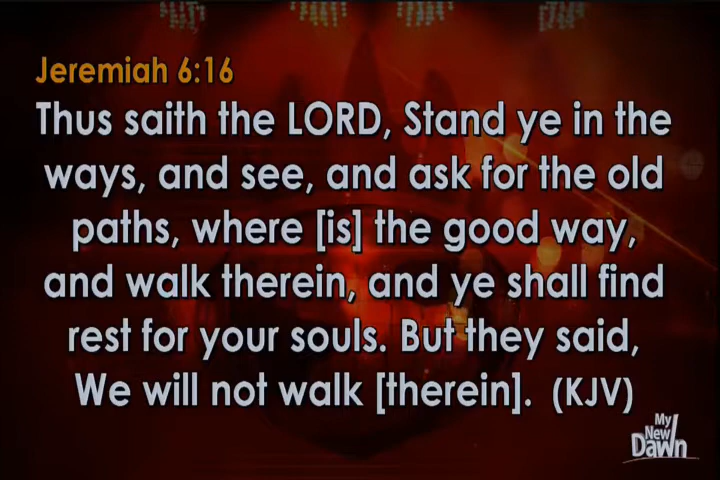 Jeremiah 6:16
Thus saith the LORD, Stand ye in the
ways, and see, and ask for the old
paths, where [is] the good way,
and walk therein, and ye shall find
rest for your souls. But they said,
We will not walk [therein]. (KJV)
My
New
Dawn